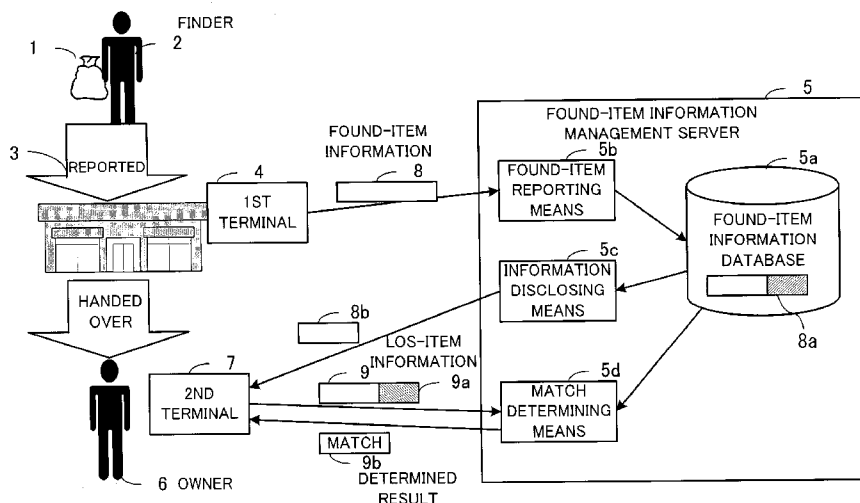 FINDER
1
2
3
REPORTED
FOUND-ITEM
INFORMATION
8
4
1ST
TERMINAL
5
FOUND-ITEM INFORMATION
MANAGEMENT SERVER
5b
FOUND-ITEM
REPORTING
MEANS
5a
FOUND-ITEM
INFORMATION
DATABASE
8a
5c
INFORMATION
DISCLOSING
MEANS
HANDED
OVER
8b
LOS-ITEM
INFORMATION
9
9a
7
2ND
TERMINAL
5d
MATCH
DETERMINING
MEANS
MATCH
9b
DETERMINED
RESULT
6 OWNER